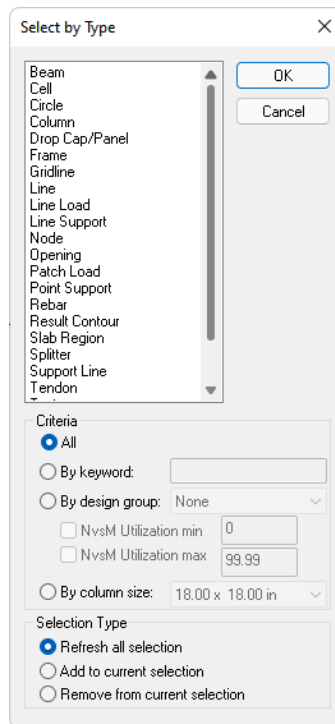 Select by Type
Beam
Cell
Circle
Column
Drop Cap/Panel
Frame
Gridline
Line
Line Load
Line Support
Node
Opening
Patch Load
Point Support
Rebar
Result Contour
Slab Region
Splitter
Support Line
Tendon
OK
Cancel
Criteria
All
By keyword:
By design group: None
NvsM Utilization min 0
NvsM Utilization max 99.99
By column size: 18.00 x 18.00 in
Selection Type
Refresh all selection
Add to current selection
Remove from current selection